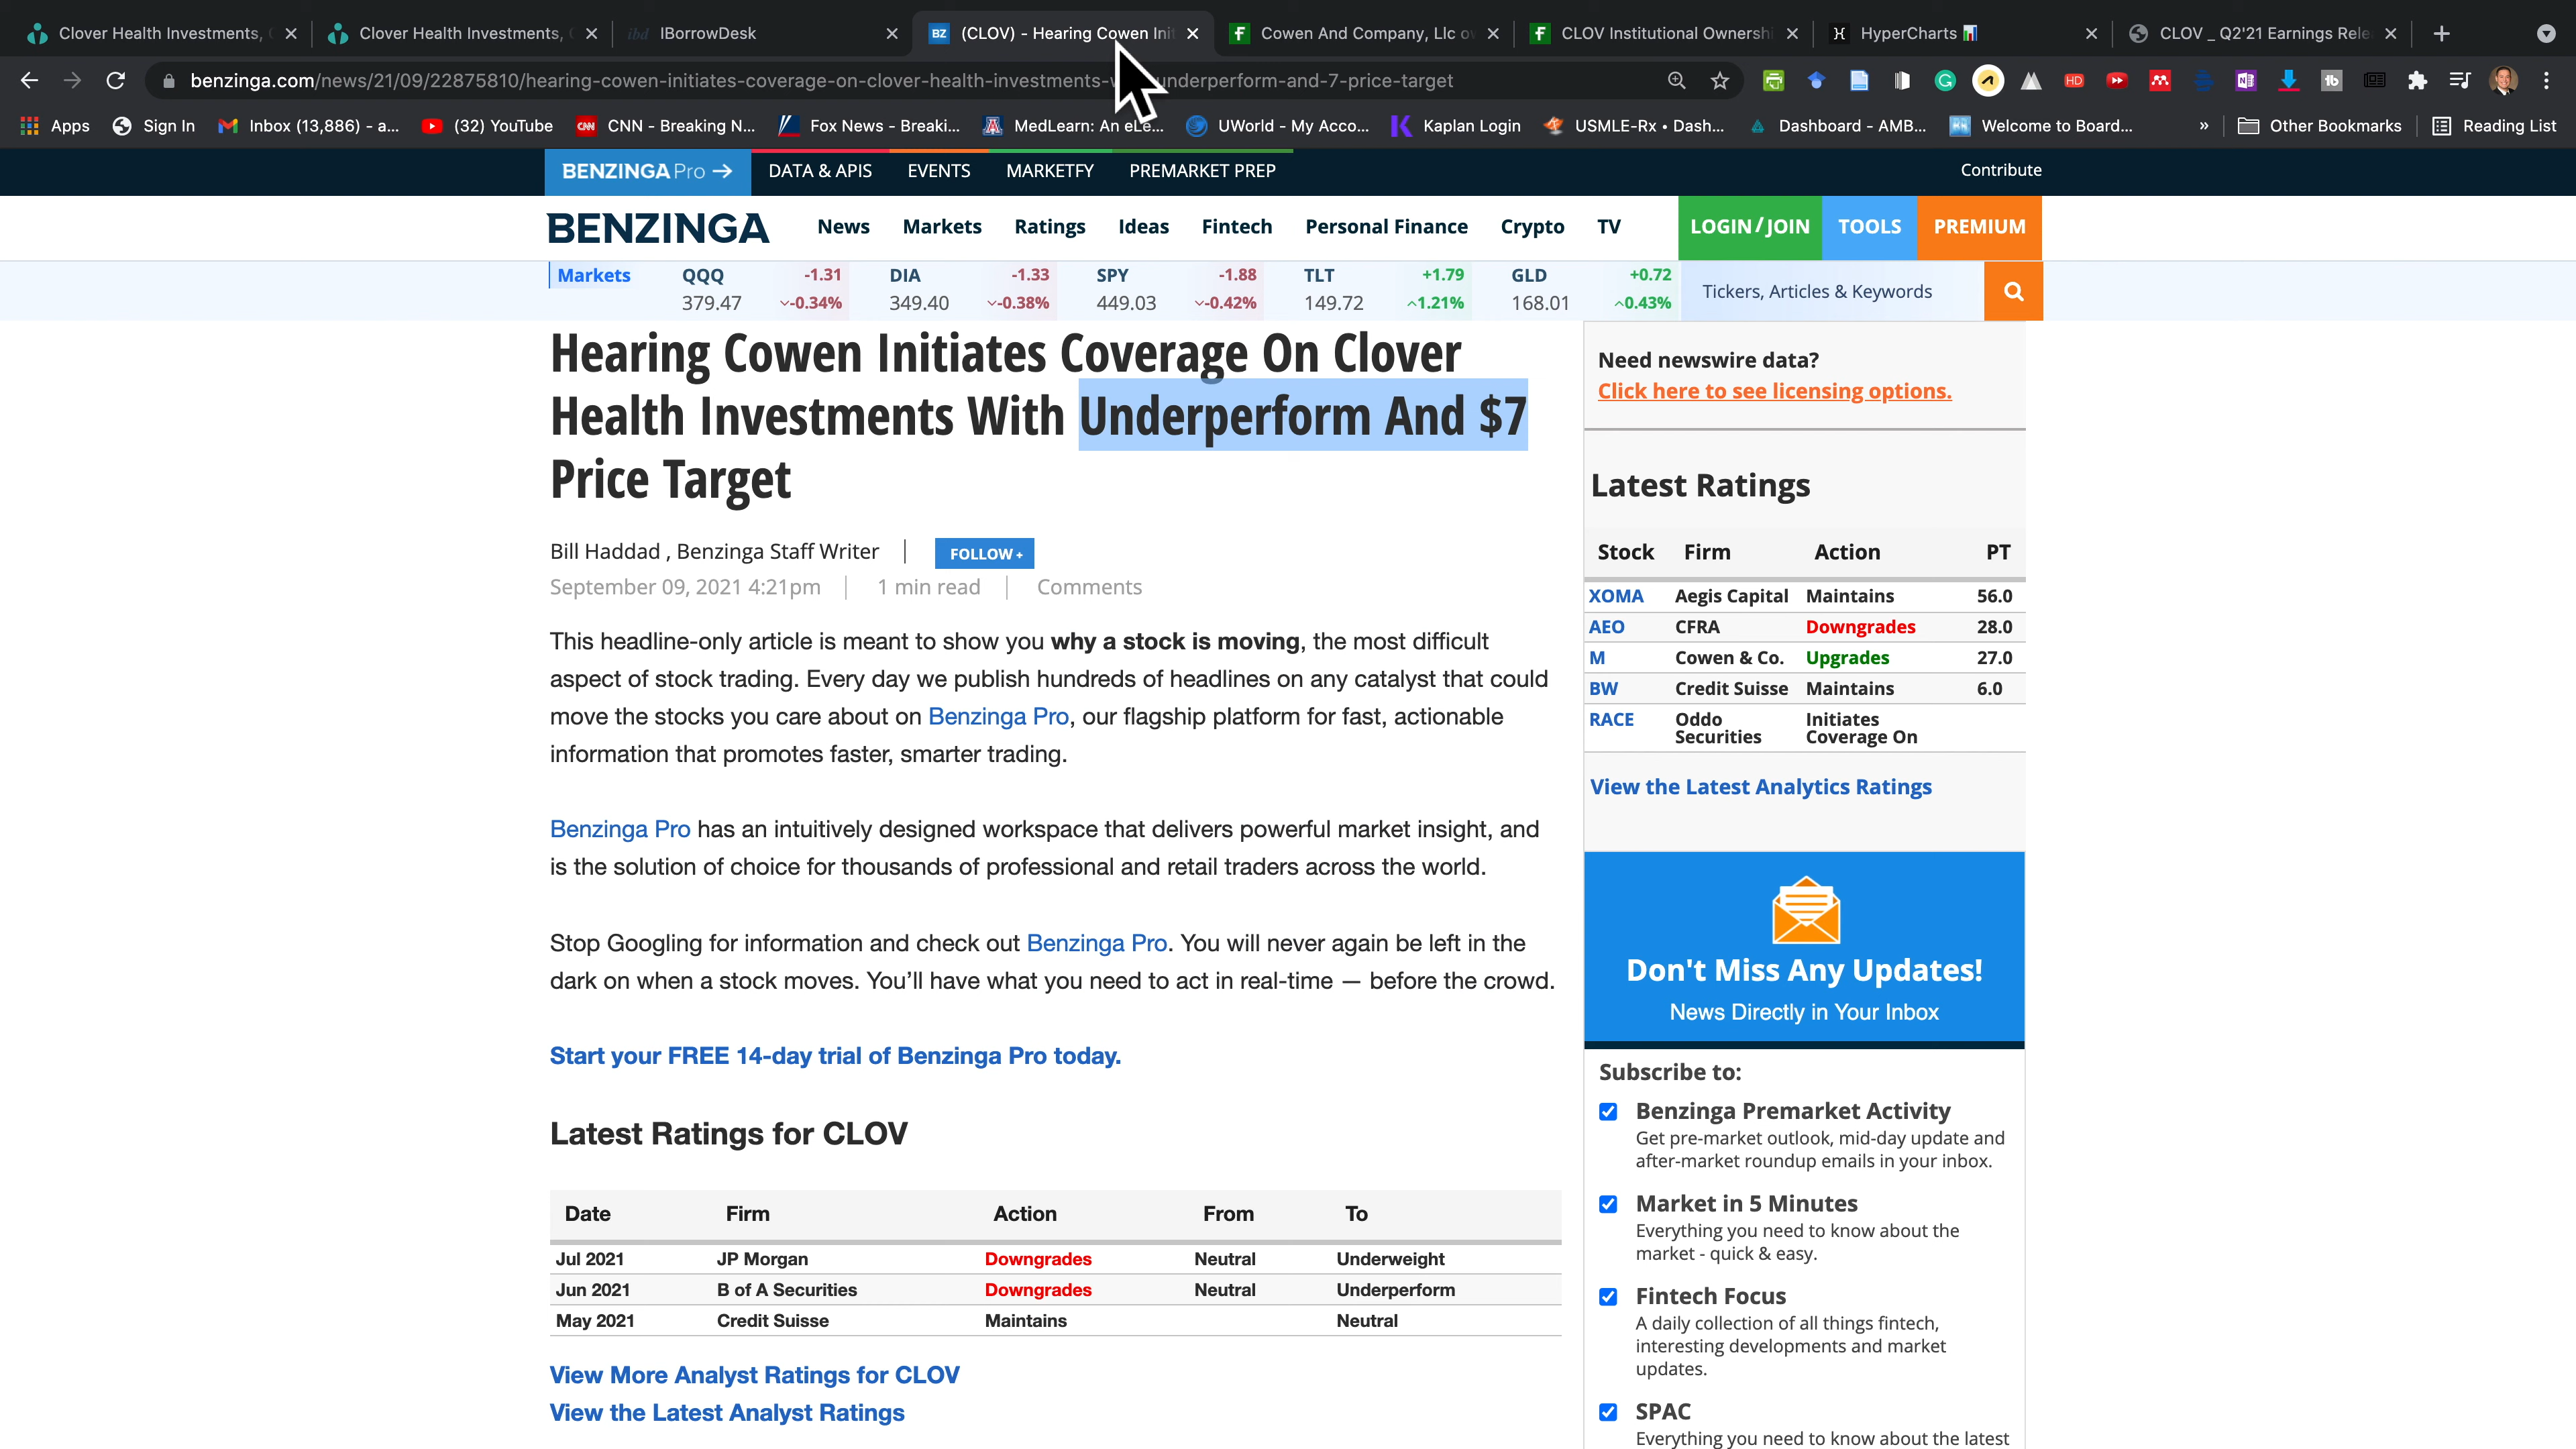 Clover Health Investments,
Clover Health Investments,
ibd IBorrowDesk
BZ (CLOV) - Hearing Cowen Init
Cowen And Company, Llc
CLOV Institutional Ownersh
HyperCharts
CLOV _ Q2'21 Earnings Rele
benzinga.com/news/21/09/22875810/hearing-cowen-initiates-coverage-on-clover-health-investments- underperform-and-7-price-target
Apps
Sign In
Inbox (13,886) - a...
(32) YouTube
CNN - Breaking N...
Fox News - Breaki...
MedLearn: An eLe...
UWorld - My Acco...
Kaplan Login
USMLE-Rx • Dash...
Dashboard - AMB...
Welcome to Board...
»
Other Bookmarks
Reading List
BENZINGA Pro →
DATA & APIS
EVENTS
MARKETFY
PREMARKET PREP
Contribute
BENZINGA
News
Markets
Ratings
Ideas
Fintech
Personal Finance
Crypto
TV
LOGIN/JOIN
TOOLS
PREMIUM
Markets
QQQ -1.31
379.47 -0.34%
DIA -1.33
349.40 -0.38%
SPY -1.88
449.03 -0.42%
TLT +1.79
149.72 1.21%
GLD +0.72
168.01 0.43%
Tickers, Articles & Keywords
Hearing Cowen Initiates Coverage On Clover
Health Investments With Underperform And $7
Price Target
Bill Haddad , Benzinga Staff Writer
FOLLOW +
September 09, 2021 4:21pm
1 min read
Comments
This headline-only article is meant to show you why a stock is moving, the most difficult
aspect of stock trading. Every day we publish hundreds of headlines on any catalyst that could
move the stocks you care about on Benzinga Pro, our flagship platform for fast, actionable
information that promotes faster, smarter trading.
Benzinga Pro has an intuitively designed workspace that delivers powerful market insight, and
is the solution of choice for thousands of professional and retail traders across the world.
Stop Googling for information and check out Benzinga Pro. You will never again be left in the
dark on when a stock moves. You'll have what you need to act in real-time — before the crowd.
Start your FREE 14-day trial of Benzinga Pro today.
Latest Ratings for CLOV
Date Firm Action From To
Jul 2021 JP Morgan Downgrades Neutral Underweight
Jun 2021 B of A Securities Downgrades Neutral Underperform
May 2021 Credit Suisse Maintains Neutral
View More Analyst Ratings for CLOV
View the Latest Analyst Ratings
Need newswire data?
Click here to see licensing options.
Latest Ratings
Stock Firm Action PT
XOMA Aegis Capital Maintains 56.0
AEO CFRA Downgrades 28.0
M Cowen & Co. Upgrades 27.0
BW Credit Suisse Maintains 6.0
RACE Oddo Securities Initiates Coverage On
View the Latest Analytics Ratings
Don't Miss Any Updates!
News Directly in Your Inbox
Subscribe to:
Benzinga Premarket Activity
Get pre-market outlook, mid-day update and
after-market roundup emails in your inbox.
Market in 5 Minutes
Everything you need to know about the
market - quick & easy.
Fintech Focus
A daily collection of all things fintech,
interesting developments and market
updates.
SPAC
Everything you need to know about the latest